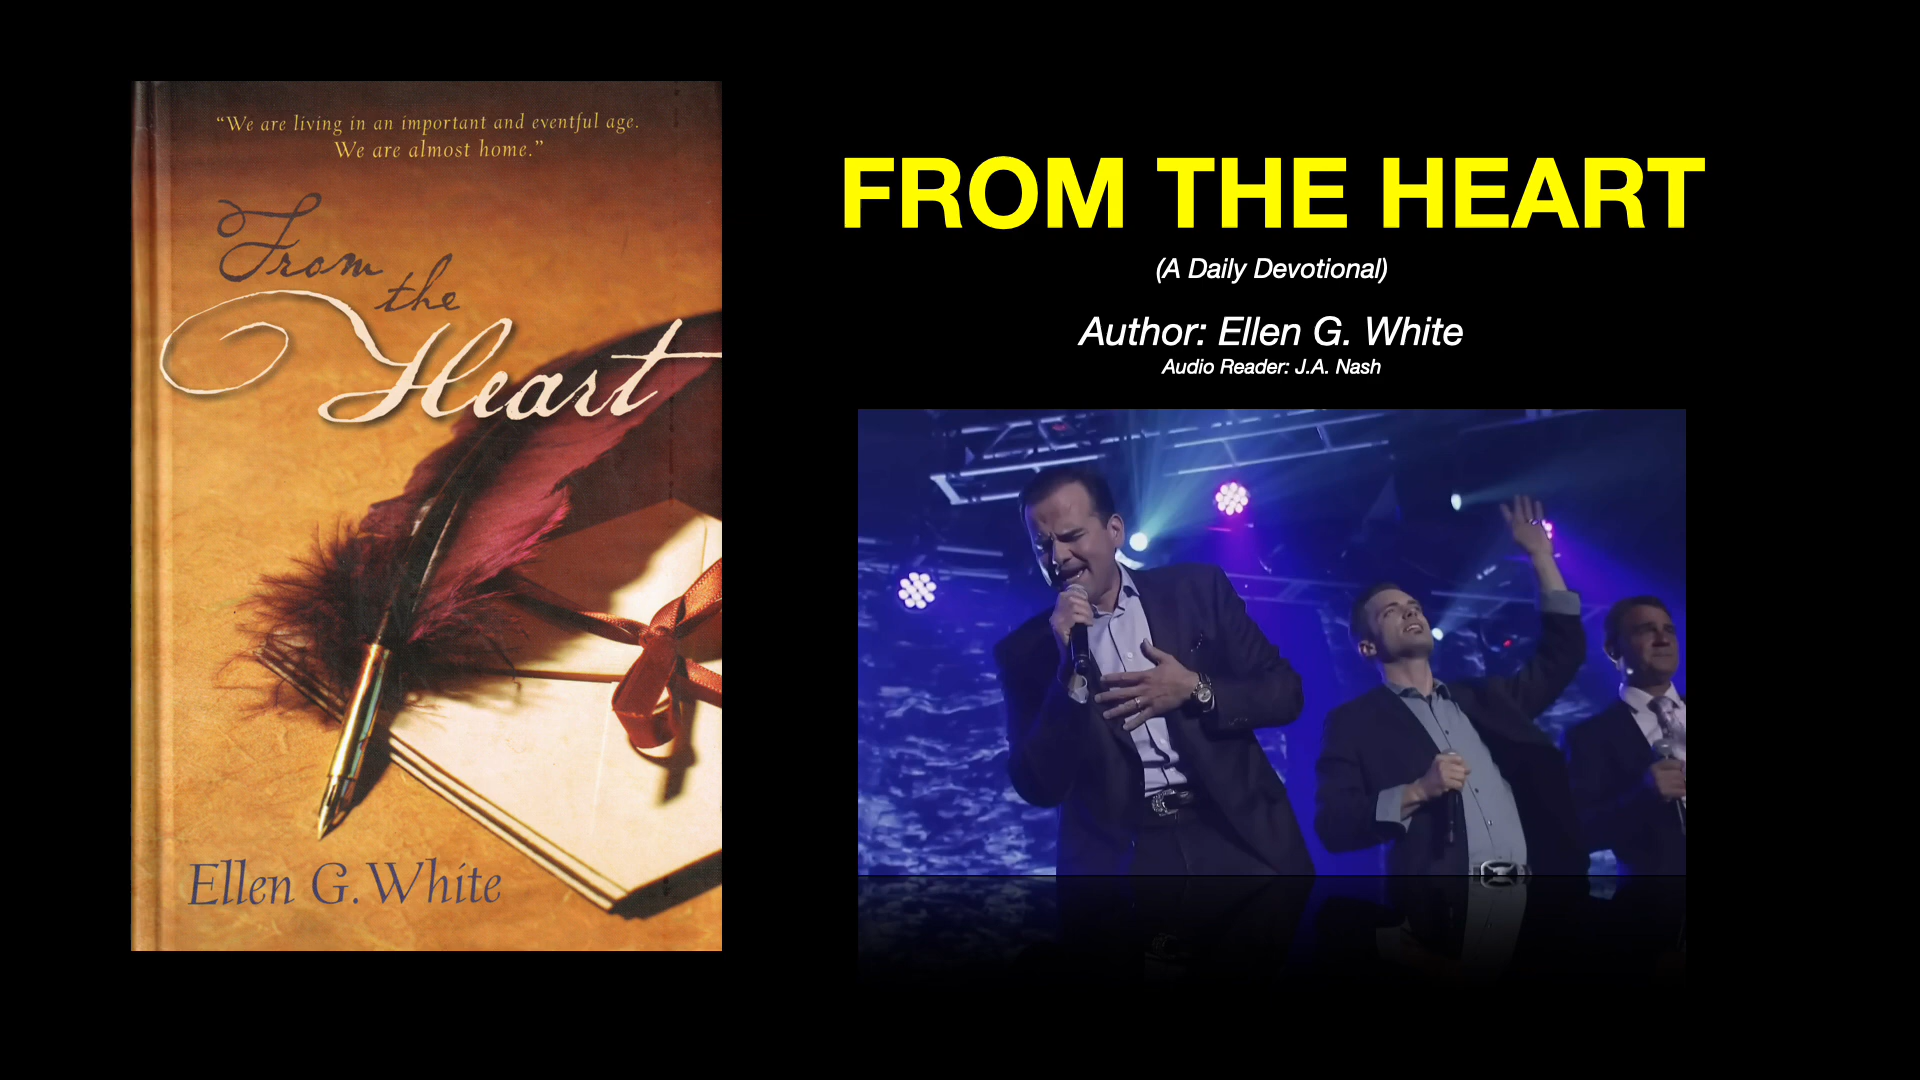 “We are living in an important and eventful age.
We are almost home.”
From
the
Heart
Ellen G. White
FROM THE HEART
(A Daily Devotional)
Author: Ellen G. White
Audio Reader: J.A. Nash